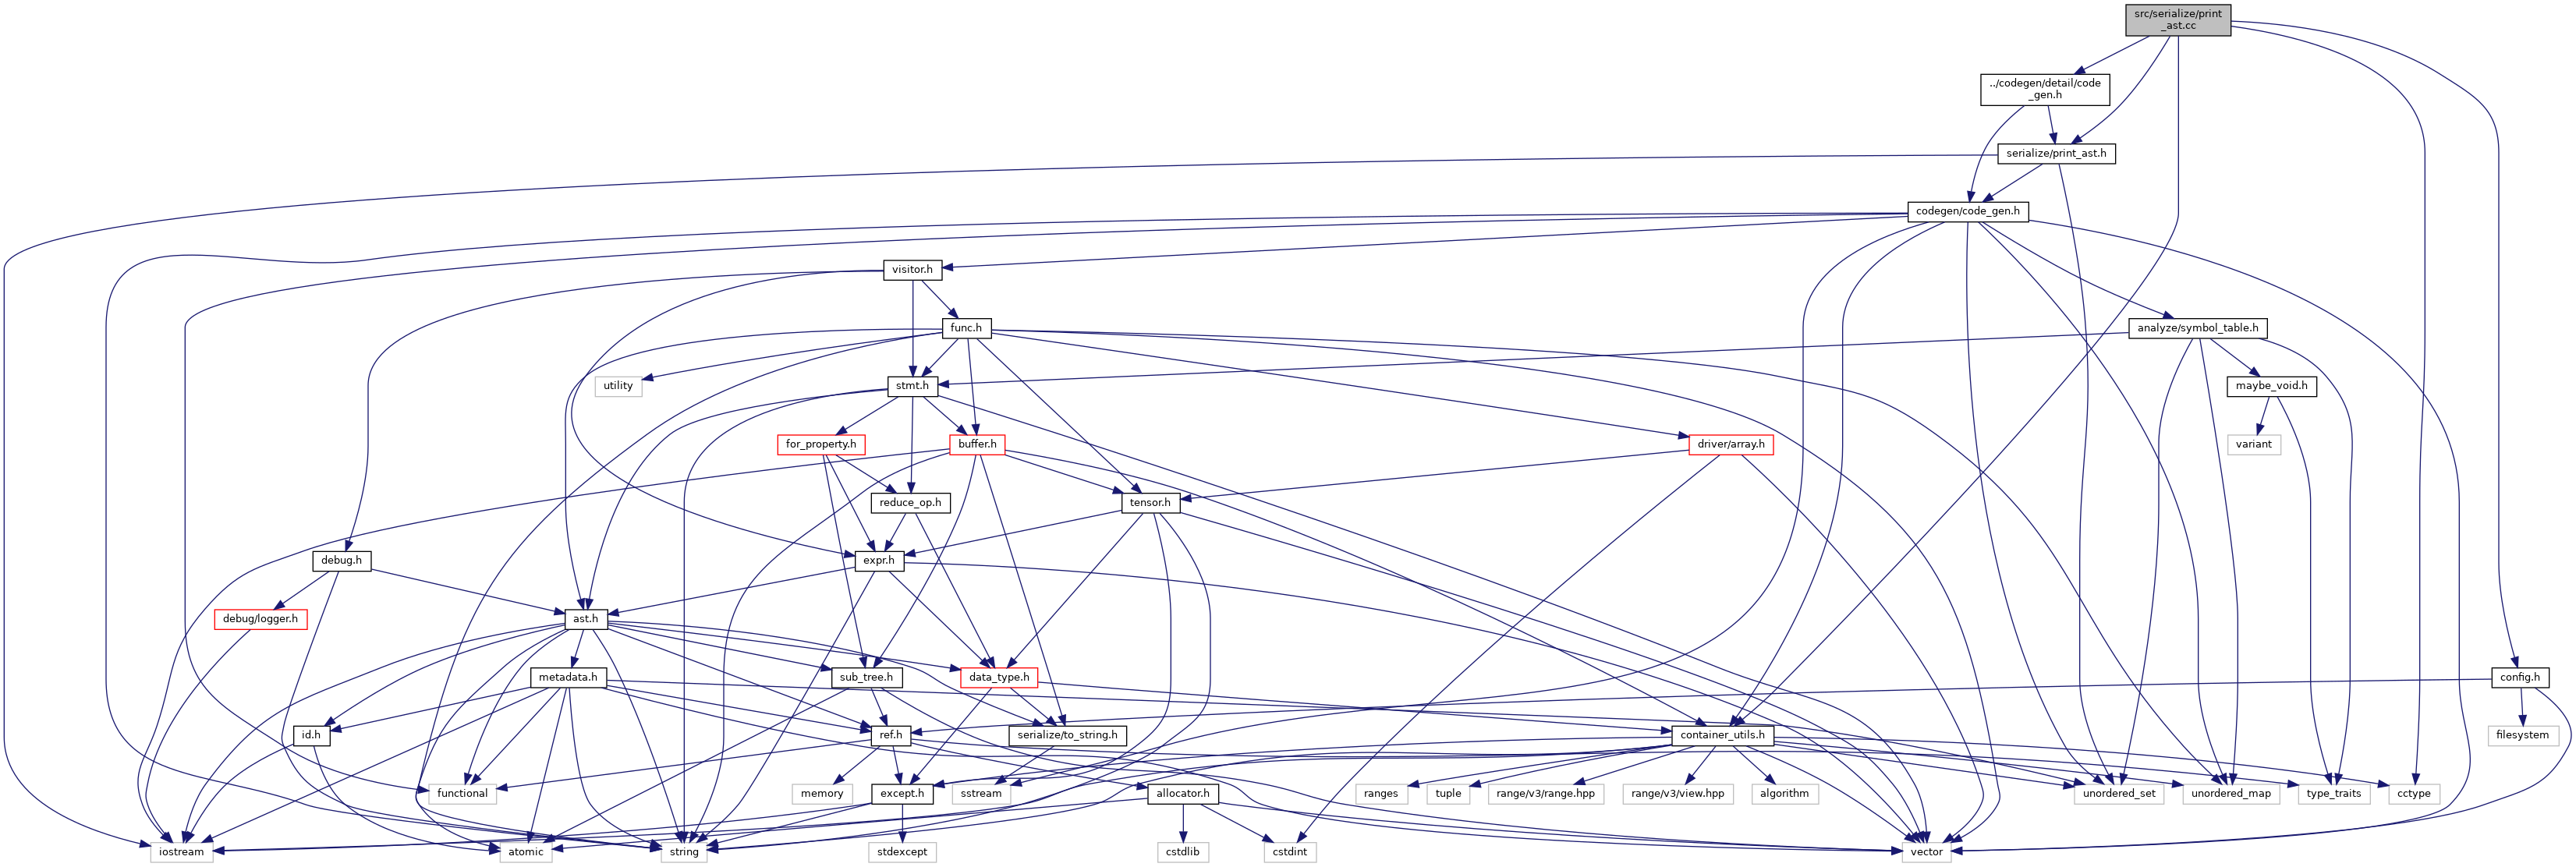 src/serialize/print
_ast.cc
../codegen/detail/code
_gen.h
serialize/print_ast.h
codegen/code_gen.h
visitor.h
func.h
analyze/symbol_table.h
utility
stmt.h
maybe_void.h
for_property.h
buffer.h
driver/array.h
variant
reduce_op.h
tensor.h
debug.h
expr.h
debug/logger.h
ast.h
metadata.h
sub_tree.h
data_type.h
config.h
id.h
ref.h
serialize/to_string.h
container_utils.h
filesystem
functional
memory
except.h
sstream
allocator.h
ranges
tuple
range/v3/range.hpp
range/v3/view.hpp
algorithm
unordered_set
unordered_map
type_traits
cctype
iostream
atomic
string
stdexcept
cstdlib
cstdint
vector